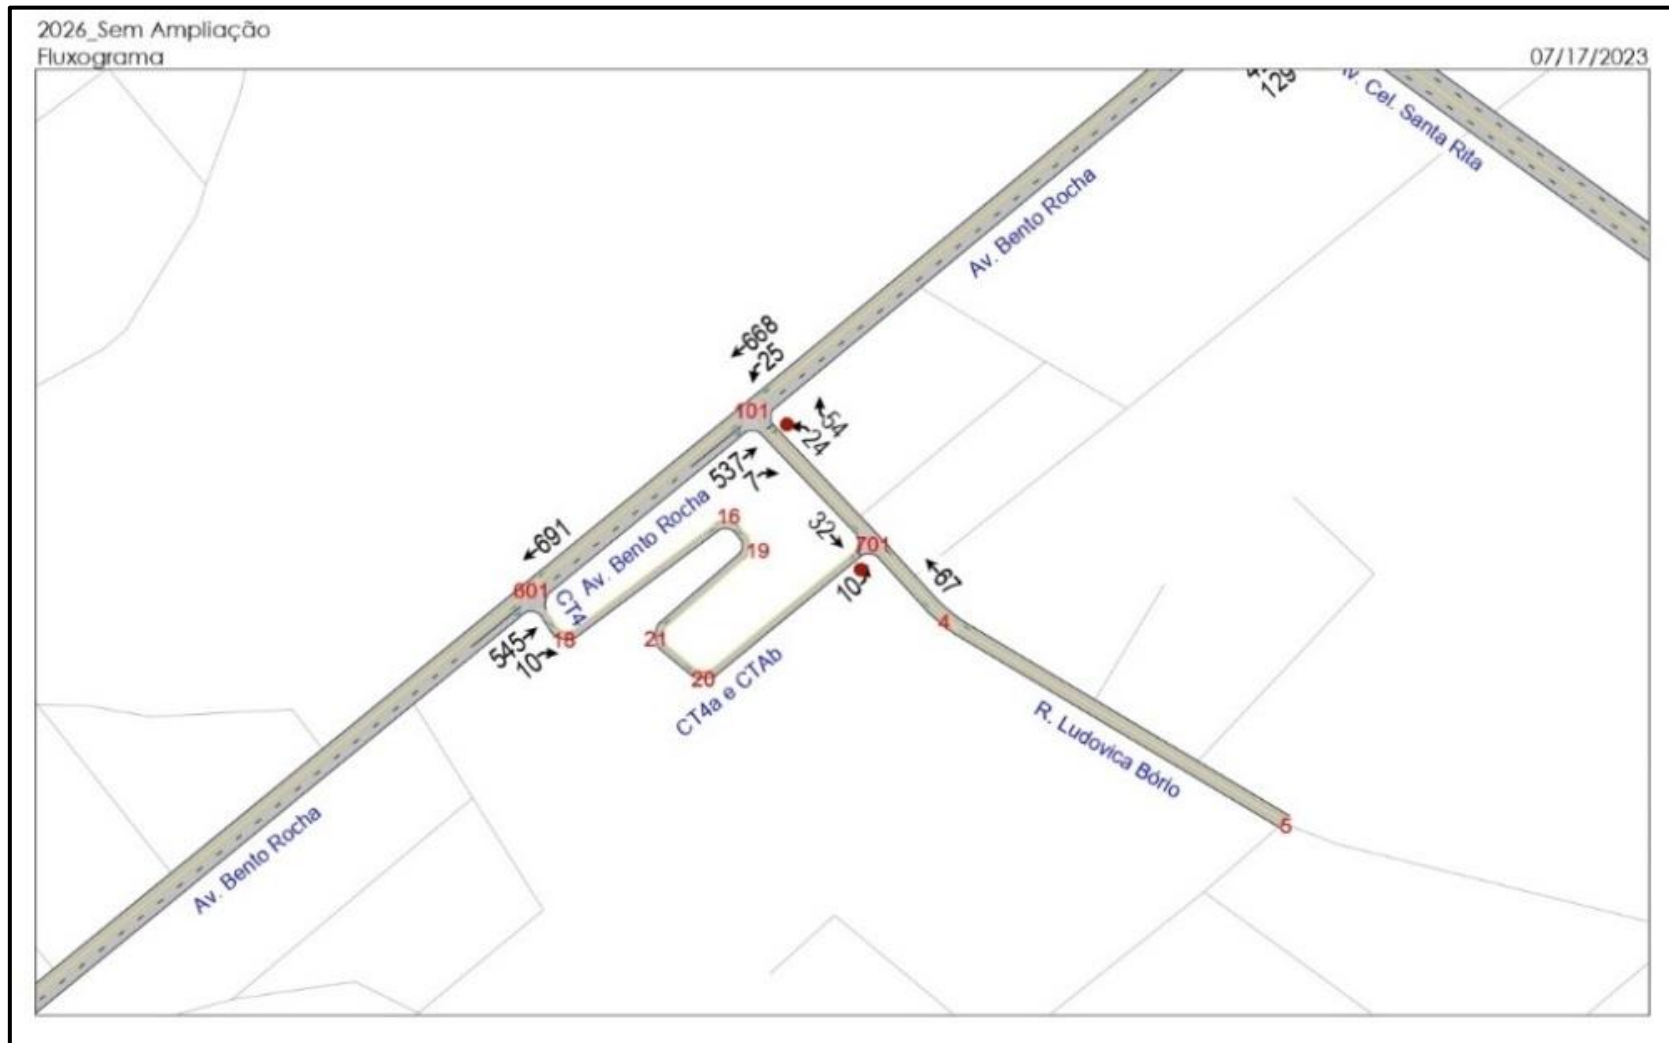 2026_Sem Ampliação
Fluxograma
07/17/2023
129
Av. Cel. Santa Rita
Av. Bento Rocha
668
25
101
54
24
537
7
Av. Bento Rocha
16
19
32
701
691
601
CT4
10
67
545
10
18
21
4
20
CT4a e CTAb
R. Ludovica Bório
5
Av. Bento Rocha